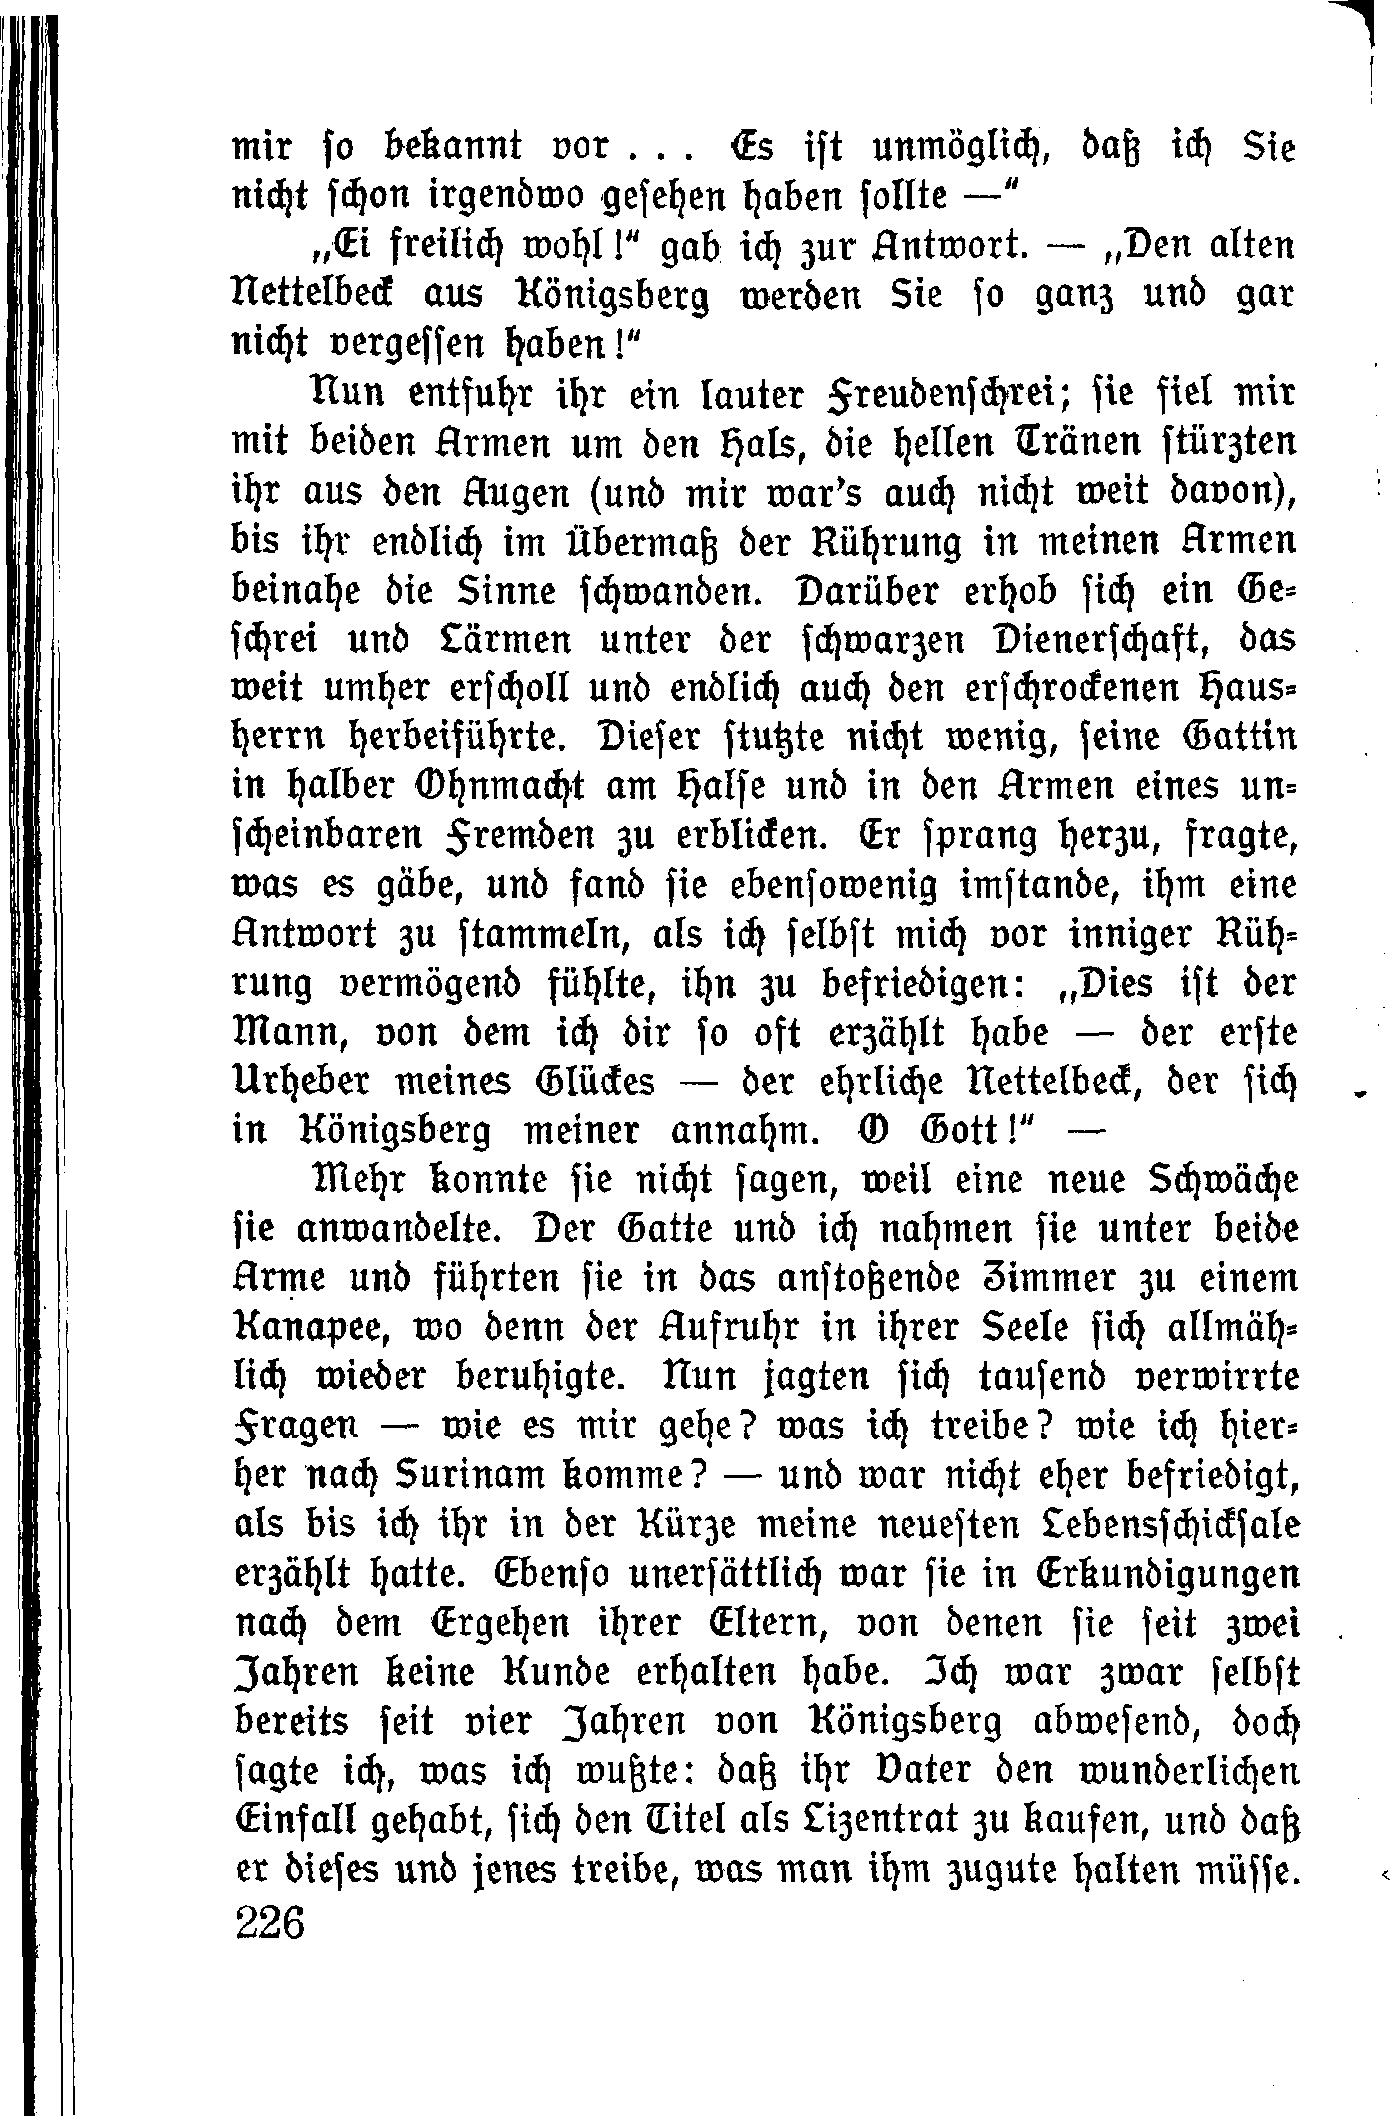 mir so bekannt vor . . . Es ist unmöglich, daß ich Sie
nicht schon irgendwo gesehen haben sollte —“
„Ei freilich wohl!“ gab ich zur Antwort. — „Den alten
Nettelbeck aus Königsberg werden Sie so ganz und gar
nicht vergessen haben!“
Nun entfuhr ihr ein lauter Freudenschrei; sie fiel mir
mit beiden Armen um den Hals, die hellen Tränen stürzten
ihr aus den Augen (und mir war's auch nicht weit davon),
bis ihr endlich im Übermaß der Rührung in meinen Armen
beinahe die Sinne schwanden. Darüber erhob sich ein Ge-
schrei und Lärmen unter der schwarzen Dienerschaft, das
weit umher erscholl und endlich auch den erschrockenen Haus-
herrn herbeiführte. Dieser stutzte nicht wenig, seine Gattin
in halber Ohnmacht am Halse und in den Armen eines un-
scheinbaren Fremden zu erblicken. Er sprang herzu, fragte,
was es gäbe, und fand sie ebensowenig imstande, ihm eine
Antwort zu stammeln, als ich selbst mich vor inniger Rüh-
rung vermögend fühlte, ihn zu befriedigen: „Dies ist der
Mann, von dem ich dir so oft erzählt habe — der erste
Urheber meines Glückes — der ehrliche Nettelbeck, der sich
in Königsberg meiner annahm. O Gott!“ —
Mehr konnte sie nicht sagen, weil eine neue Schwäche
sie anwandelte. Der Gatte und ich nahmen sie unter beide
Arme und führten sie in das anstoßende Zimmer zu einem
Kanapee, wo denn der Aufruhr in ihrer Seele sich allmäh-
lich wieder beruhigte. Nun jagten sich tausend verwirrte
Fragen — wie es mir gehe? was ich treibe? wie ich hier-
her nach Surinam komme? — und war nicht eher befriedigt,
als bis ich ihr in der Kürze meine neuesten Lebensschicksale
erzählt hatte. Ebenso unersättlich war sie in Erkundigungen
nach dem Ergehen ihrer Eltern, von denen sie seit zwei
Jahren keine Kunde erhalten habe. Ich war zwar selbst
bereits seit vier Jahren von Königsberg abwesend, doch
sagte ich, was ich wußte: daß ihr Vater den wunderlichen
Einfall gehabt, sich den Titel als Lizentrat zu kaufen, und daß
er dieses und jenes treibe, was man ihm zugute halten müsse.
226